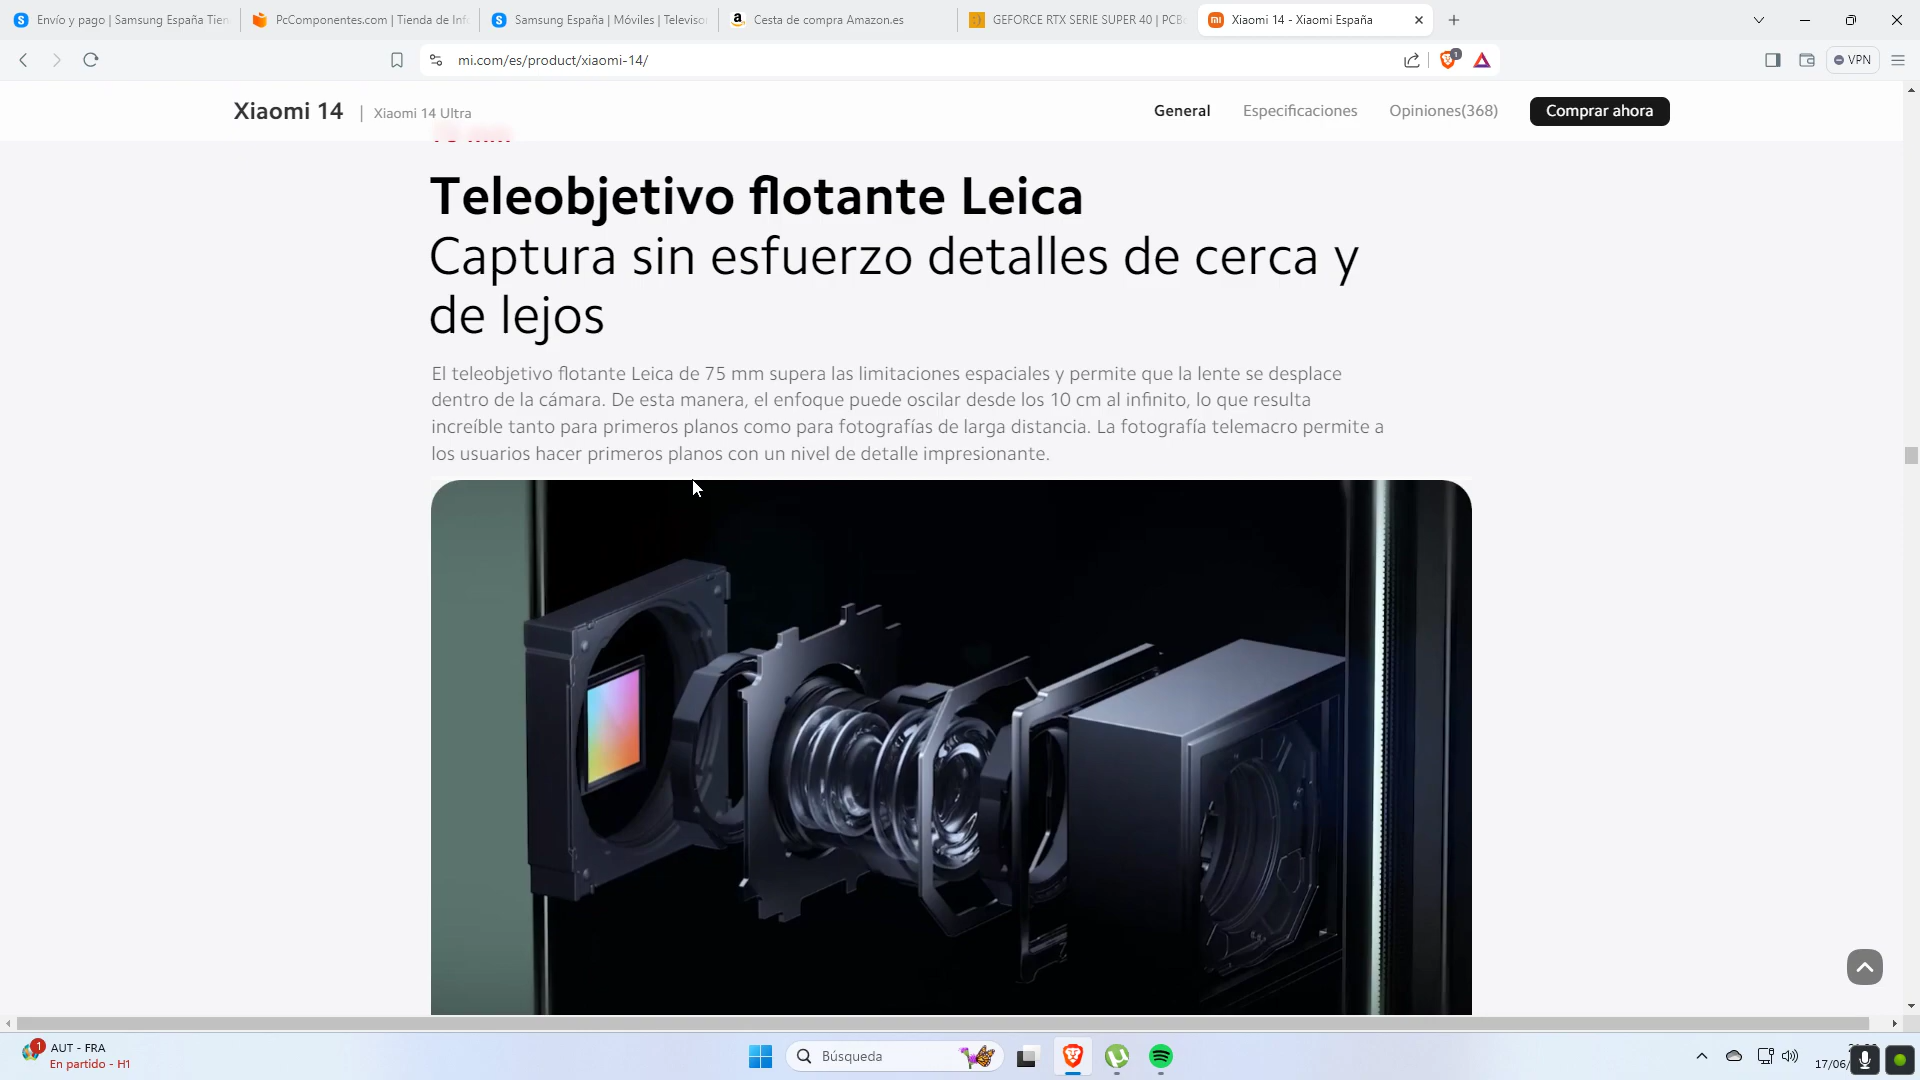 Envío y pago | Samsung España Tien
PcComponentes.com | Tienda de Inf
Samsung España | Móviles | Televiso
Cesta de compra Amazon.es
GEFORCE RTX SERIE SUPER 40 | PCB
Xiaomi 14 - Xiaomi España
mi.com/es/product/xiaomi-14/
1
VPN
Xiaomi 14 | Xiaomi 14 Ultra
General
Especificaciones
Opiniones(368)
Comprar ahora
Teleobjetivo flotante Leica
Captura sin esfuerzo detalles de cerca y
de lejos
El teleobjetivo flotante Leica de 75 mm supera las limitaciones espaciales y permite que la lente se desplace
dentro de la cámara. De esta manera, el enfoque puede oscilar desde los 10 cm al infinito, lo que resulta
increíble tanto para primeros planos como para fotografías de larga distancia. La fotografía telemacro permite a
los usuarios hacer primeros planos con un nivel de detalle impresionante.
1
AUT - FRA
En partido - H1
Búsqueda
17/06/